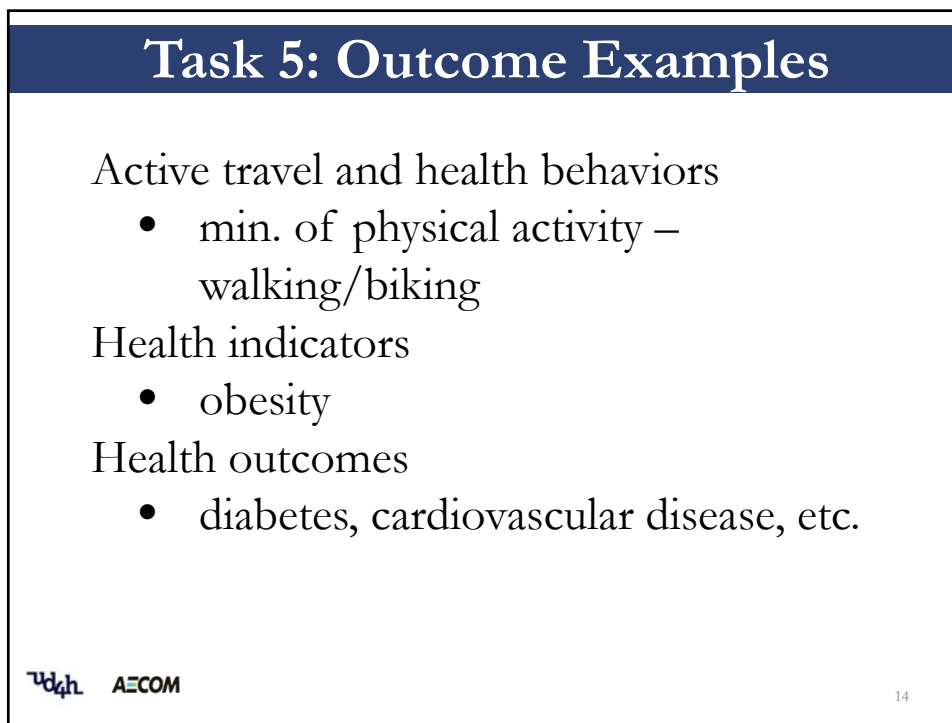 Task 5: Outcome Examples
Active travel and health behaviors
• min. of physical activity –
walking/biking
Health indicators
• obesity
Health outcomes
• diabetes, cardiovascular disease, etc.
ud4h AECOM
14